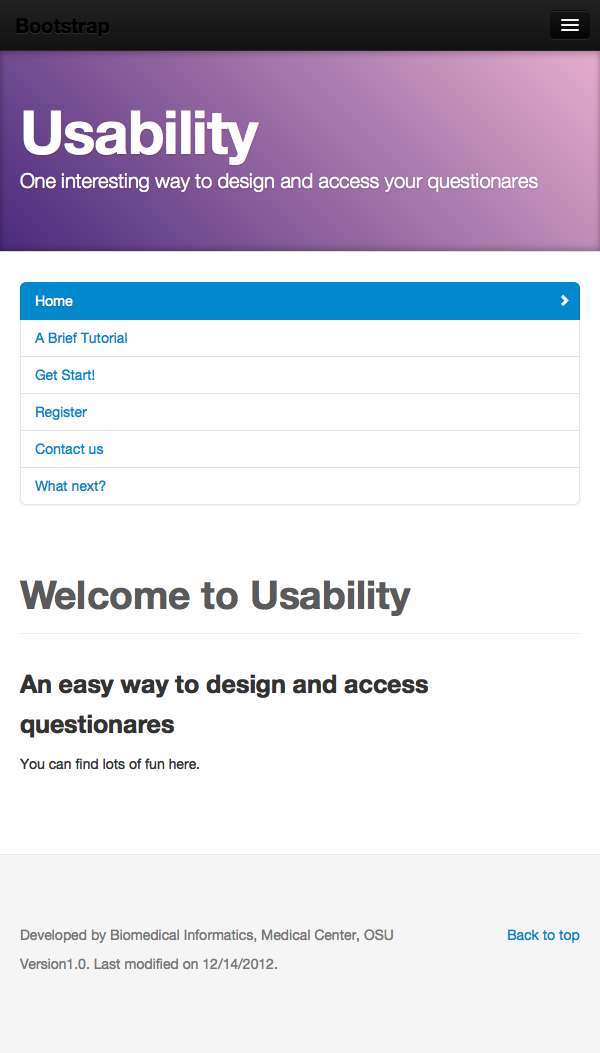 Bootstrap
Usability
One interesting way to design and access your questionares
Home
A Brief Tutorial
Get Start!
Register
Contact us
What next?
Welcome to Usability
An easy way to design and access
questionares
You can find lots of fun here.
Developed by Biomedical Informatics, Medical Center, OSU
Back to top
Version1.0. Last modified on 12/14/2012.